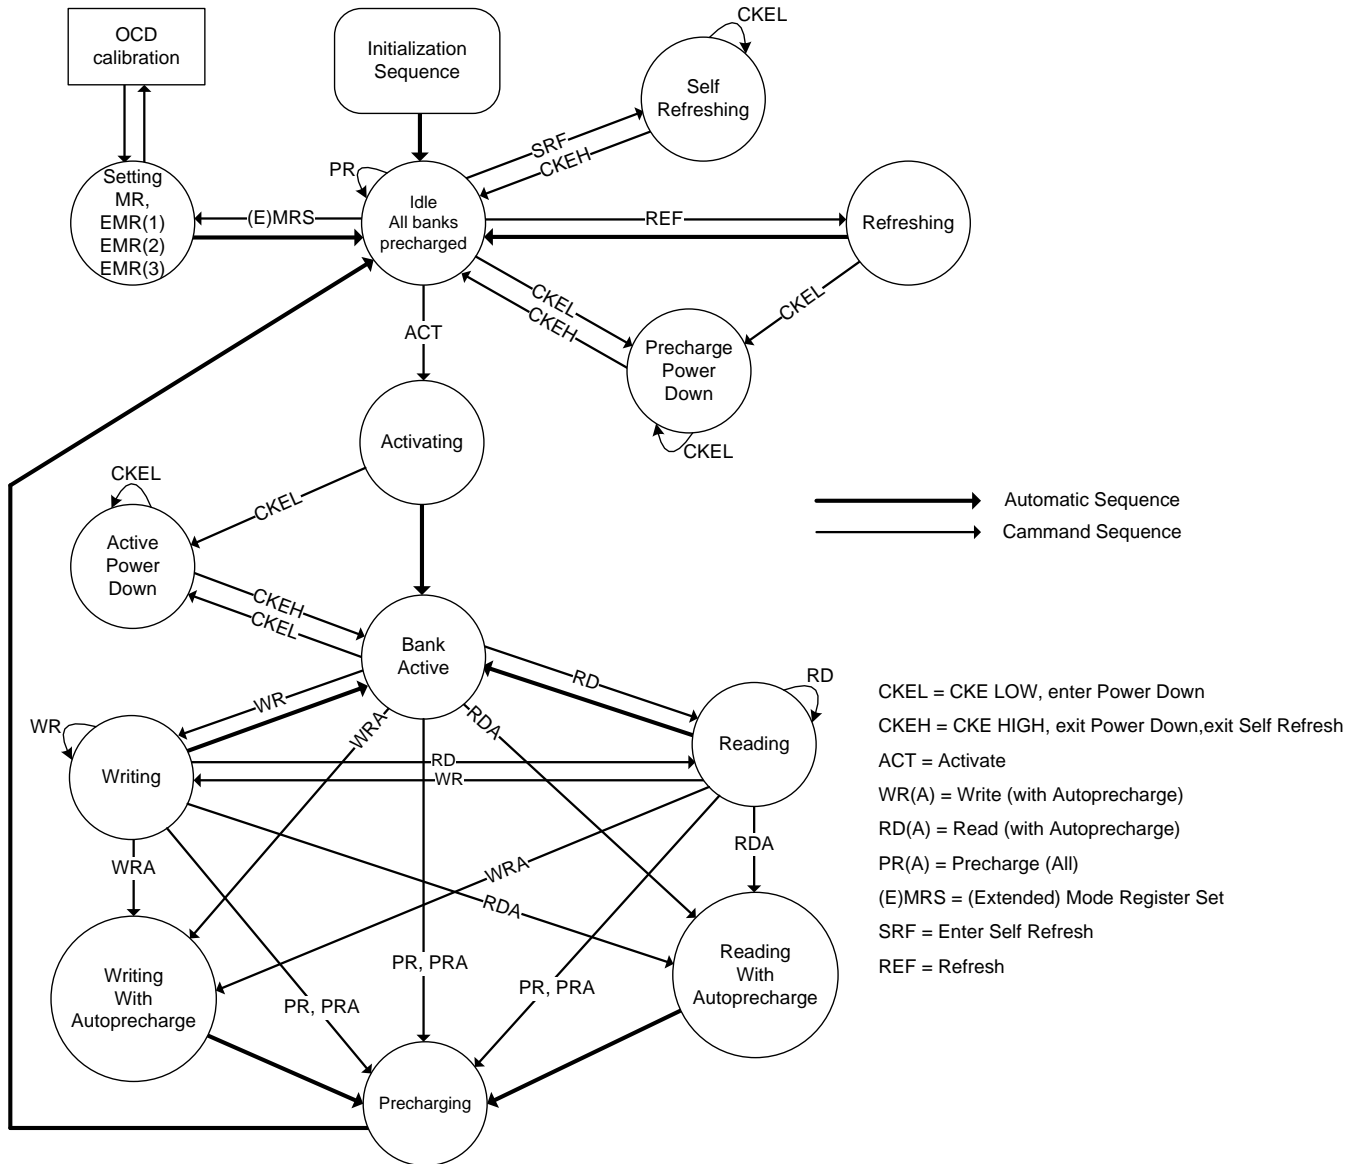 OCD
calibration
Initialization
Sequence
CKEL
Self
Refreshing
SRF
CKEH
PR
Setting
MR,
EMR(1)
EMR(2)
EMR(3)
(E)MRS
Idle
All banks
precharged
REF
Refreshing
CKEL
CKEH
CKEL
ACT
Precharge
Power
Down
CKEL
Activating
CKEL
CKEL
Active
Power
Down
Automatic Sequence
Cammand Sequence
CKEH
CKEL
Bank
Active
RD
RD
WR
WR
WRA
RDA
Reading
Writing
RD
WR
WRA
WRA
RDA
RDA
Writing
With
Autoprecharge
PR, PRA
PR, PRA
PR, PRA
Reading
With
Autoprecharge
Precharging
CKEL = CKE LOW, enter Power Down
CKEH = CKE HIGH, exit Power Down,exit Self Refresh
ACT = Activate
WR(A) = Write (with Autoprecharge)
RD(A) = Read (with Autoprecharge)
PR(A) = Precharge (All)
(E)MRS = (Extended) Mode Register Set
SRF = Enter Self Refresh
REF = Refresh